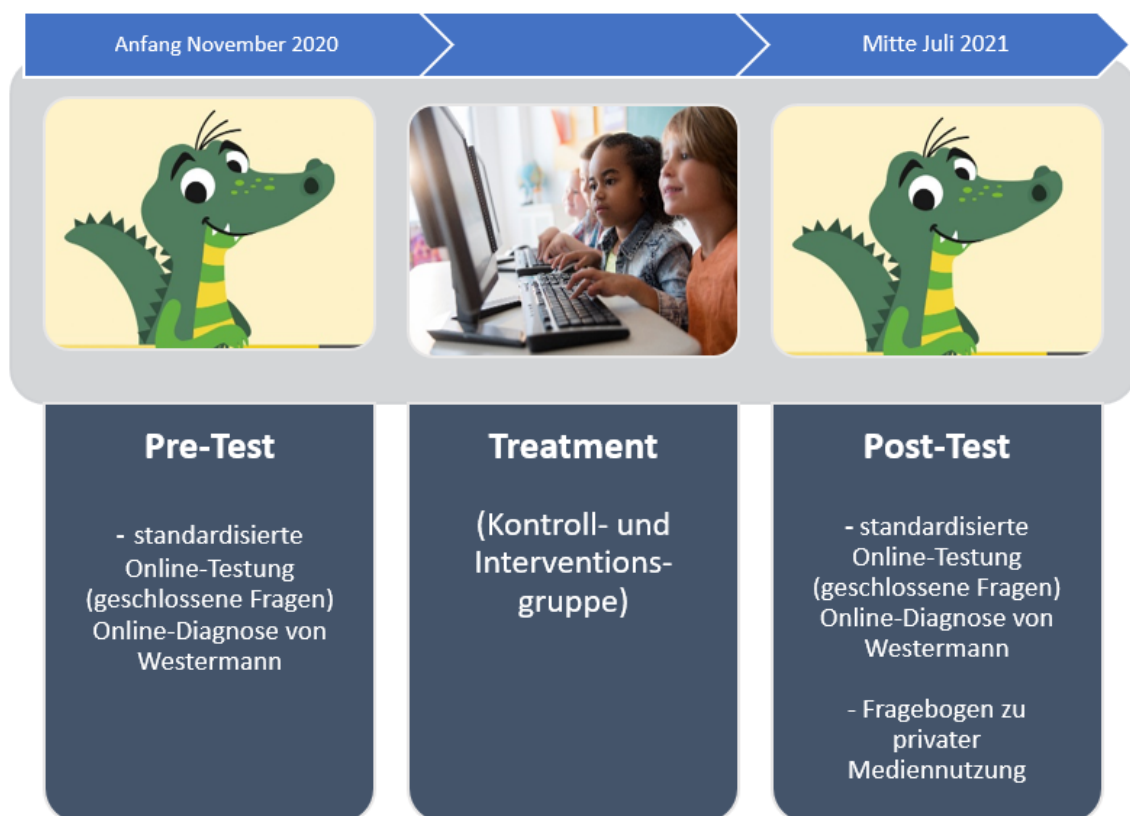 Anfang November 2020
Mitte Juli 2021
Pre-Test
- standardisierte
Online-Testung
(geschlossene Fragen)
Online-Diagnose von
Westermann
Treatment
(Kontroll- und
Interventions-
gruppe)
Post-Test
- standardisierte
Online-Testung
(geschlossene Fragen)
Online-Diagnose von
Westermann
- Fragebogen zu
privater
Mediennutzung